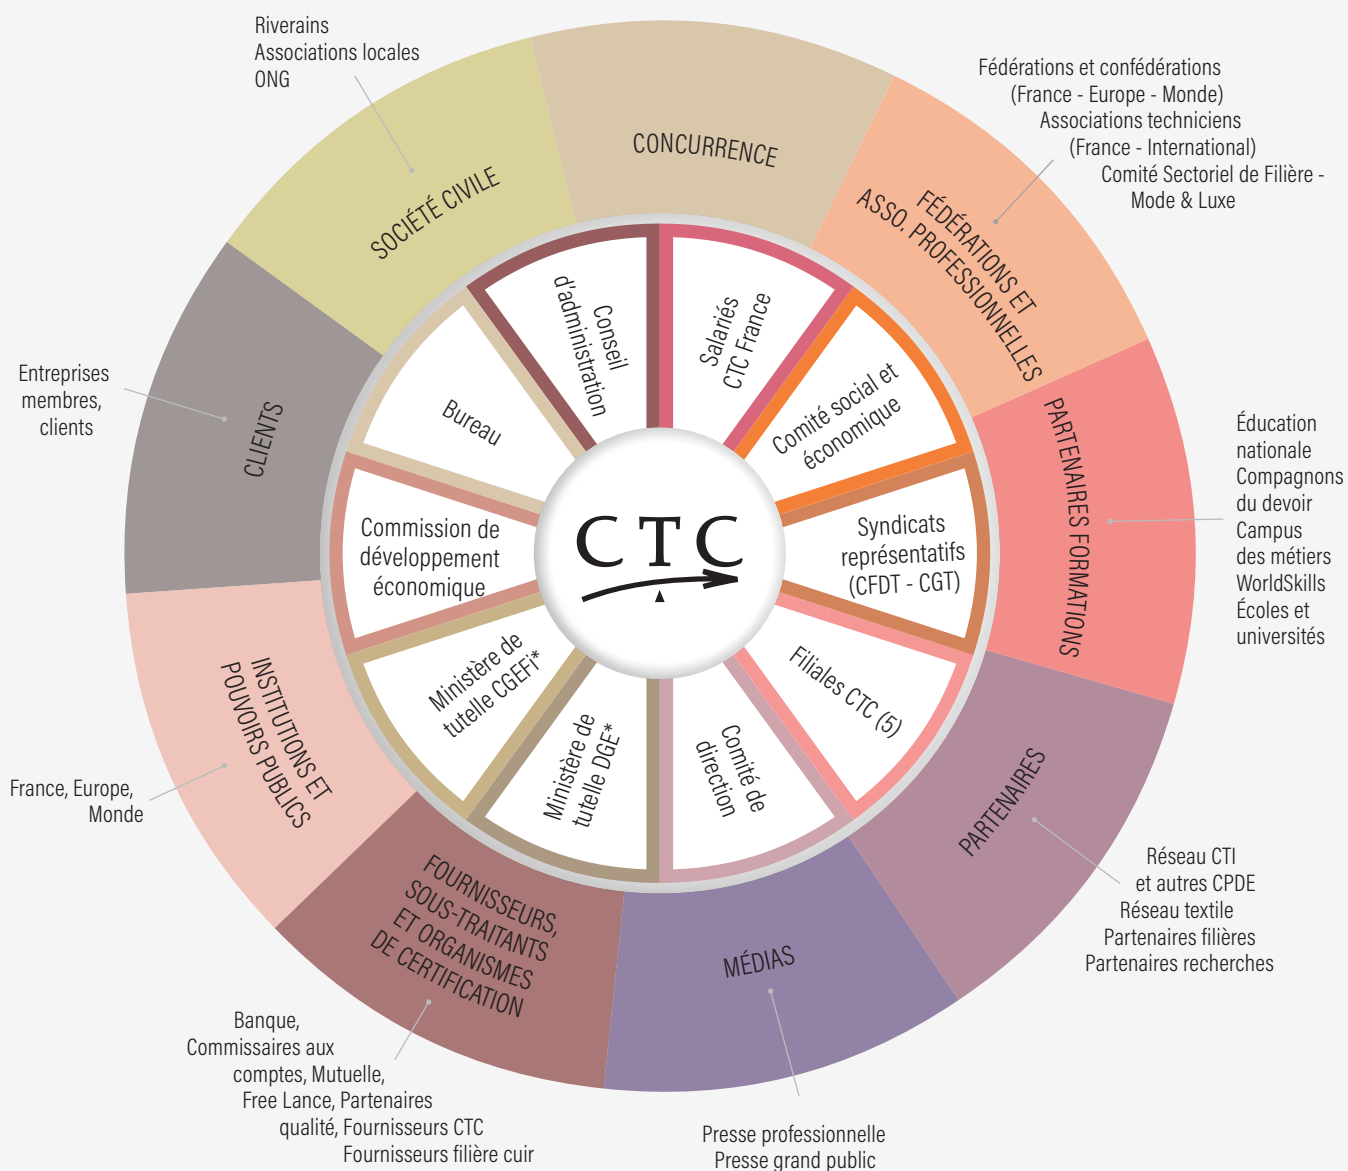 Riverains
Associations locales
ONG
SOCIÉTÉ CIVILE
CONCURRENCE
Fédérations et confédérations
(France - Europe - Monde)
Associations techniciens
(France - International)
Comité Sectoriel de Filière -
Mode & Luxe
FÉDÉRATIONS ET
ASSO. PROFESSIONNELLES
PARTENAIRES FORMATIONS
Éducation
nationale
Compagnons
du devoir
Campus
des métiers
WorldSkills
Écoles et
universités
PARTENAIRES
Réseau CTI
et autres CPDE
Réseau textile
Partenaires filières
Partenaires recherches
MÉDIAS
Presse professionnelle
Presse grand public
FOURNISSEURS,
SOUS-TRAITANTS
ET ORGANISMES
DE CERTIFICATION
Banque,
Commissaires aux
comptes, Mutuelle,
Free Lance, Partenaires
qualité, Fournisseurs CTC
Fournisseurs filière cuir
INSTITUTIONS ET
POUVOIRS PUBLICS
France, Europe,
Monde
CLIENTS
Entreprises
membres,
clients
Conseil
d'administration
Salariés
CTC France
Comité social et
économique
Syndicats
représentatifs
(CFDT - CGT)
Filiales CTC (5)
Comité de
direction
Ministère de
tutelle DGE*
Ministère de
tutelle CGEFi*
Commission de
développement
économique
Bureau
CTC